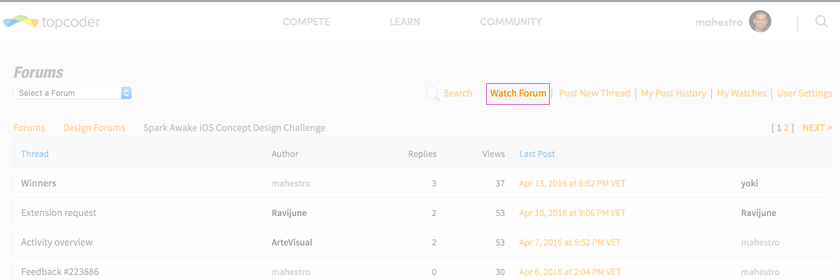 topcoder COMPETE LEARN COMMUNITY mahestro
Forums
Select a Forum Search | Watch Forum | Post New Thread | My Post History | My Watches | User Settings
Forums Design Forums Spark Awake iOS Concept Design Challenge [ 1 2 ] NEXT >
Thread Author Replies Views Last Post
Winners mahestro 3 37 Apr 13, 2016 at 6:52 PM VET yoki
Extension request Ravijune 2 53 Apr 10, 2016 at 9:06 PM VET Ravijune
Activity overview ArteVisual 2 53 Apr 7, 2016 at 5:52 PM VET mahestro
Feedback #223886 mahestro 0 30 Apr 6, 2016 at 2:04 PM VET mahestro